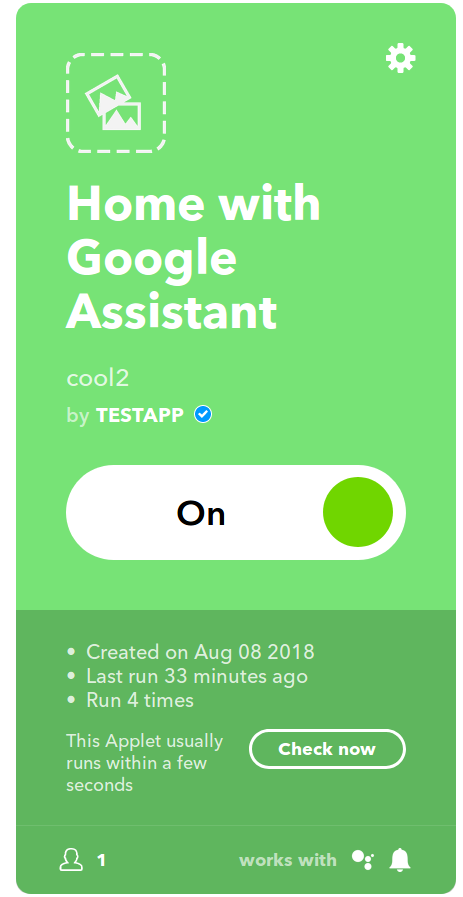 Home with
Google
Assistant
cool2
by TESTAPP
On
• Created on Aug 08 2018
• Last run 33 minutes ago
• Run 4 times
This Applet usually
runs within a few
seconds
Check now
1
works with